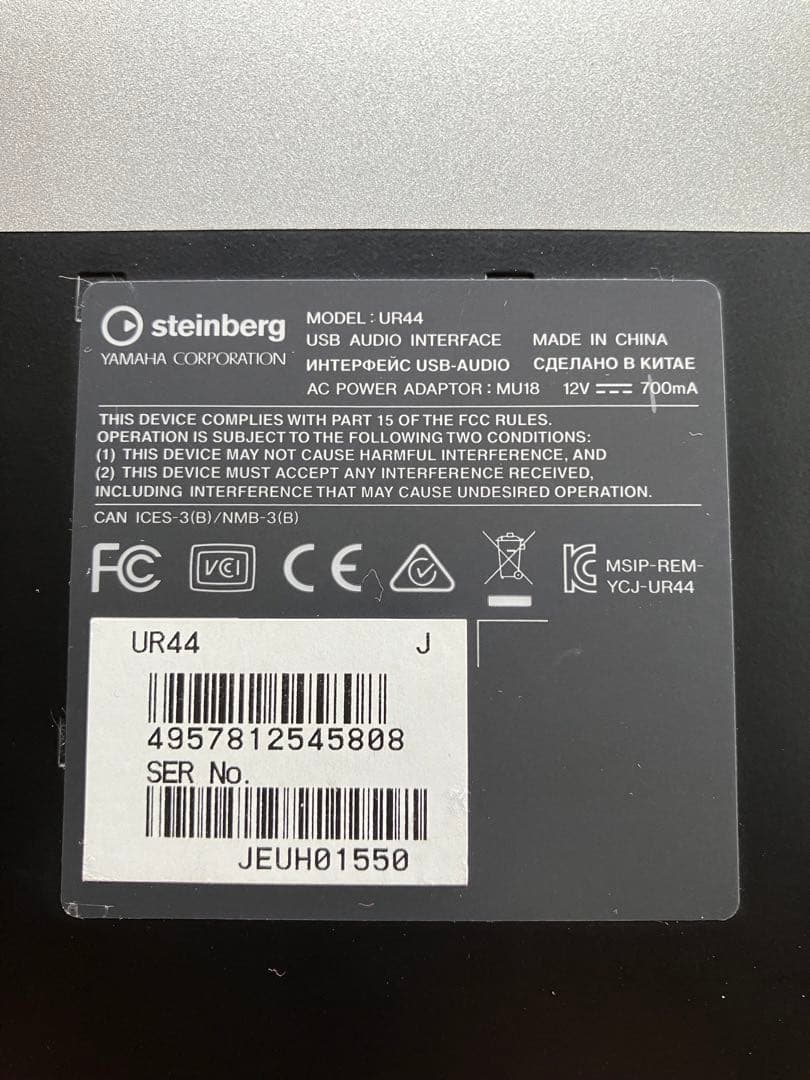 steinberg
YAMAHA CORPORATION
MODEL : UR44
USB AUDIO INTERFACE MADE IN CHINA
ИНТЕРФЕЙС USB-AUDIO СДЕЛАНО В КИТАЕ
AC POWER ADAPTOR : MU18 12V 700mA
THIS DEVICE COMPLIES WITH PART 15 OF THE FCC RULES.
OPERATION IS SUBJECT TO THE FOLLOWING TWO CONDITIONS:
(1) THIS DEVICE MAY NOT CAUSE HARMFUL INTERFERENCE, AND
(2) THIS DEVICE MUST ACCEPT ANY INTERFERENCE RECEIVED,
INCLUDING INTERFERENCE THAT MAY CAUSE UNDESIRED OPERATION.
CAN ICES-3(B)/NMB-3(B)
FC VCI CE KC MSIP-REM-
YCJ-UR44
UR44 J
4957812545808
SER No.
JEUH01550